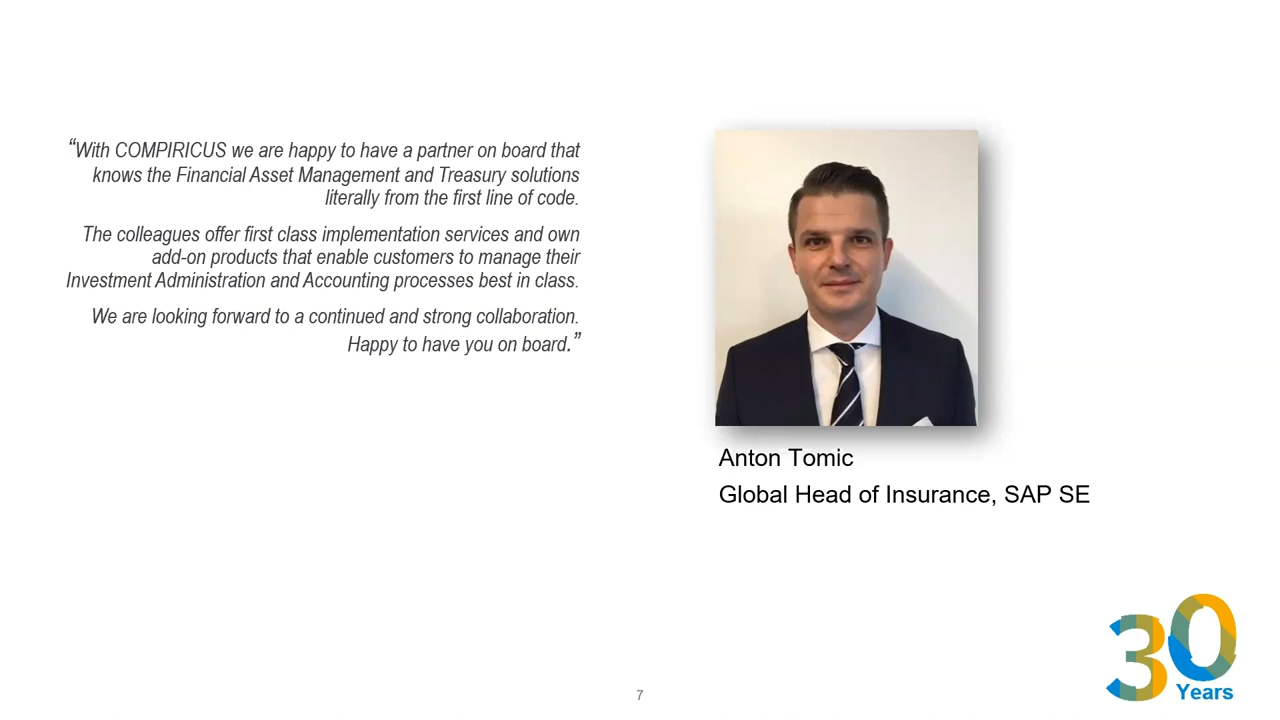 “With COMPIRICUS we are happy to have a partner on board that
knows the Financial Asset Management and Treasury solutions
literally from the first line of code.
The colleagues offer first class implementation services and own
add-on products that enable customers to manage their
Investment Administration and Accounting processes best in class.
We are looking forward to a continued and strong collaboration.
Happy to have you on board.”
Anton Tomic
Global Head of Insurance, SAP SE
30
Years
7